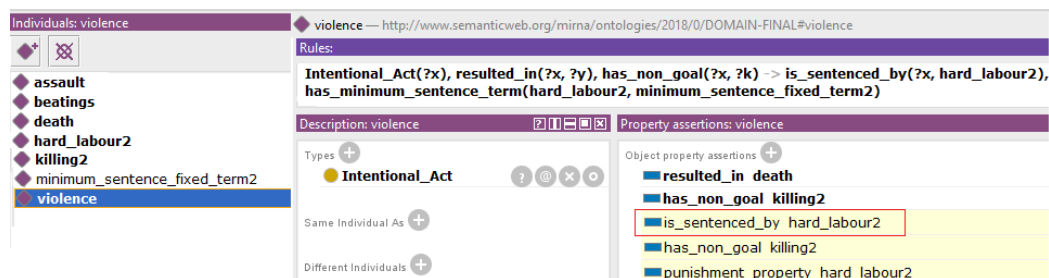 Individuals: violence
assault
beatings
death
hard_labour2
killing2
minimum_sentence_fixed_term2
violence
violence — http://www.semanticweb.org/mirna/ontologies/2018/0/DOMAIN-FINAL#violence
Rules:
Intentional_Act(?x), resulted_in(?x, ?y), has_non_goal(?x, ?k) -> is_sentenced_by(?x, hard_labour2),
has_minimum_sentence_term(hard_labour2, minimum_sentence_fixed_term2)
Description: violence
Types
Intentional_Act
Same Individual As
Different Individuals
Property assertions: violence
Object property assertions
resulted_in death
has_non_goal killing2
is_sentenced_by hard_labour2
has_non_goal killing2
punishment_property hard_labour2